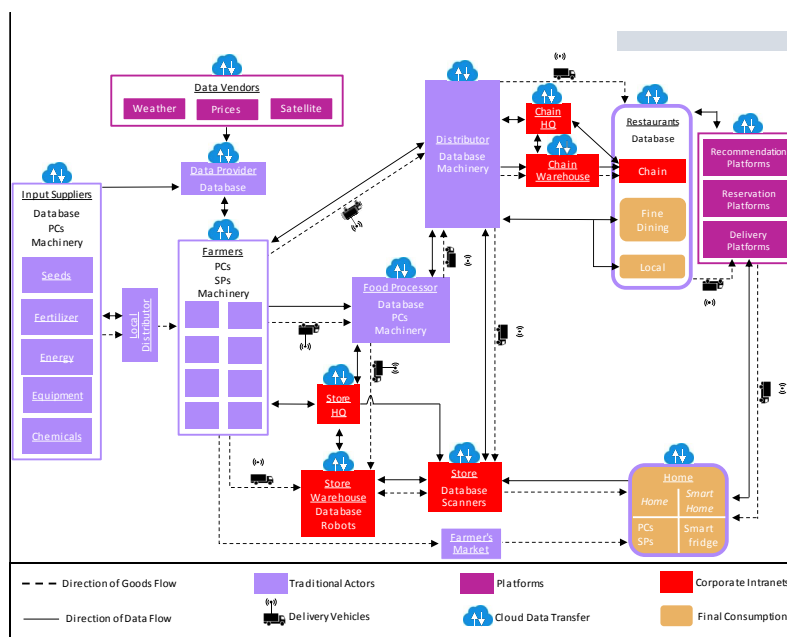 Data Vendors
Weather
Prices
Satellite
Data Provider
Database
Input Suppliers
Database
PCs
Machinery
Seeds
Fertilizer
Energy
Equipment
Chemicals
Local
Distributor
Farmers
PCs
SPs
Machinery
Food Processor
Database
PCs
Machinery
Distributor
Database
Machinery
Chain
HQ
Chain
Warehouse
Restaurants
Database
Chain
Fine
Dining
Local
Recommendation
Platforms
Reservation
Platforms
Delivery
Platforms
Store
HQ
Store
Warehouse
Database
Robots
Store
Database
Scanners
Farmer's
Market
Home
Home
Smart
Home
PCs
SPs
Smart
fridge
Direction of Goods Flow
Traditional Actors
Platforms
Corporate Intranets
Direction of Data Flow
Delivery Vehicles
Cloud Data Transfer
Final Consumption